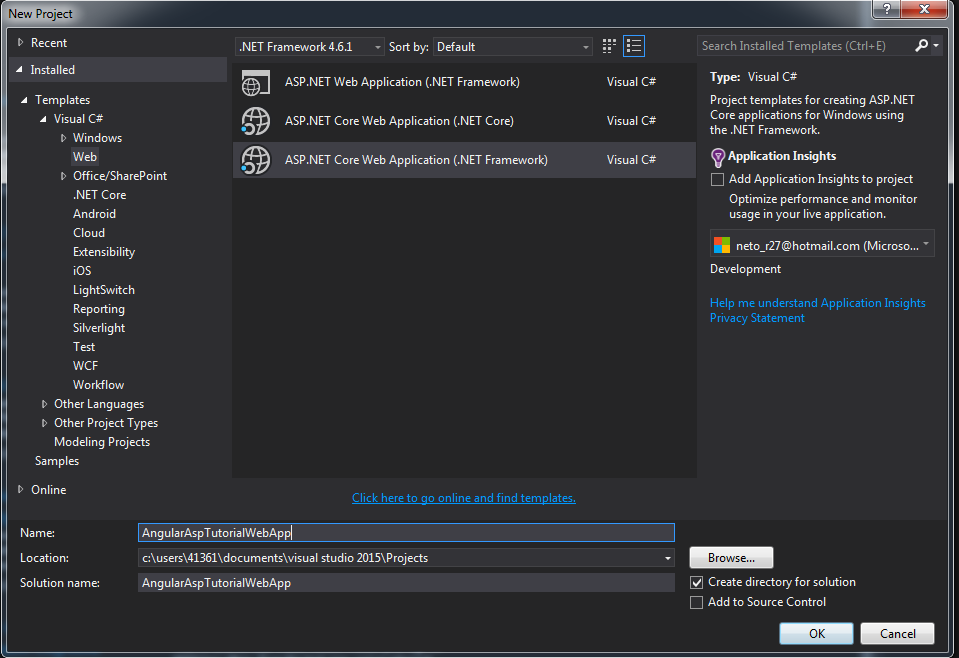 New Project
?
Recent
.NET Framework 4.6.1
Sort by:
Default
Search Installed Templates (Ctrl+E)
Installed
Templates
Visual C#
Windows
Web
Office/SharePoint
.NET Core
Android
Cloud
Extensibility
iOS
LightSwitch
Reporting
Silverlight
Test
WCF
Workflow
Other Languages
Other Project Types
Modeling Projects
Samples
Online
ASP.NET Web Application (.NET Framework) Visual C#
ASP.NET Core Web Application (.NET Core) Visual C#
ASP.NET Core Web Application (.NET Framework) Visual C#
Click here to go online and find templates.
Type: Visual C#
Project templates for creating ASP.NET
Core applications for Windows using
the .NET Framework.
Application Insights
Add Application Insights to project
Optimize performance and monitor
usage in your live application.
neto_r27@hotmail.com (Microso...
Development
Help me understand Application Insights
Privacy Statement
Name: AngularAspTutorialWebApp
Location: c:\users\41361\documents\visual studio 2015\Projects
Browse...
Solution name: AngularAspTutorialWebApp
Create directory for solution
Add to Source Control
OK
Cancel